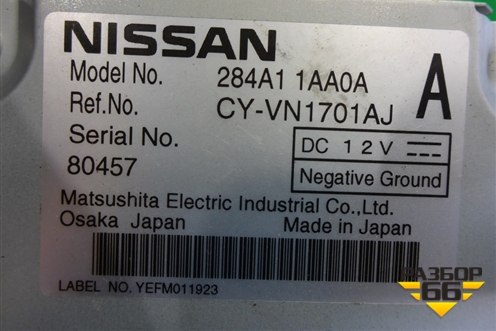 NISSAN
Model No. 284A1 1AA0A A
Ref.No. CY-VN1701AJ
Serial No. DC 12V
80457 Negative Ground
Matsushita Electric Industrial Co.,Ltd.
Osaka Japan Made in Japan
LABEL NO. YEFM011923
РАЗБОР
66